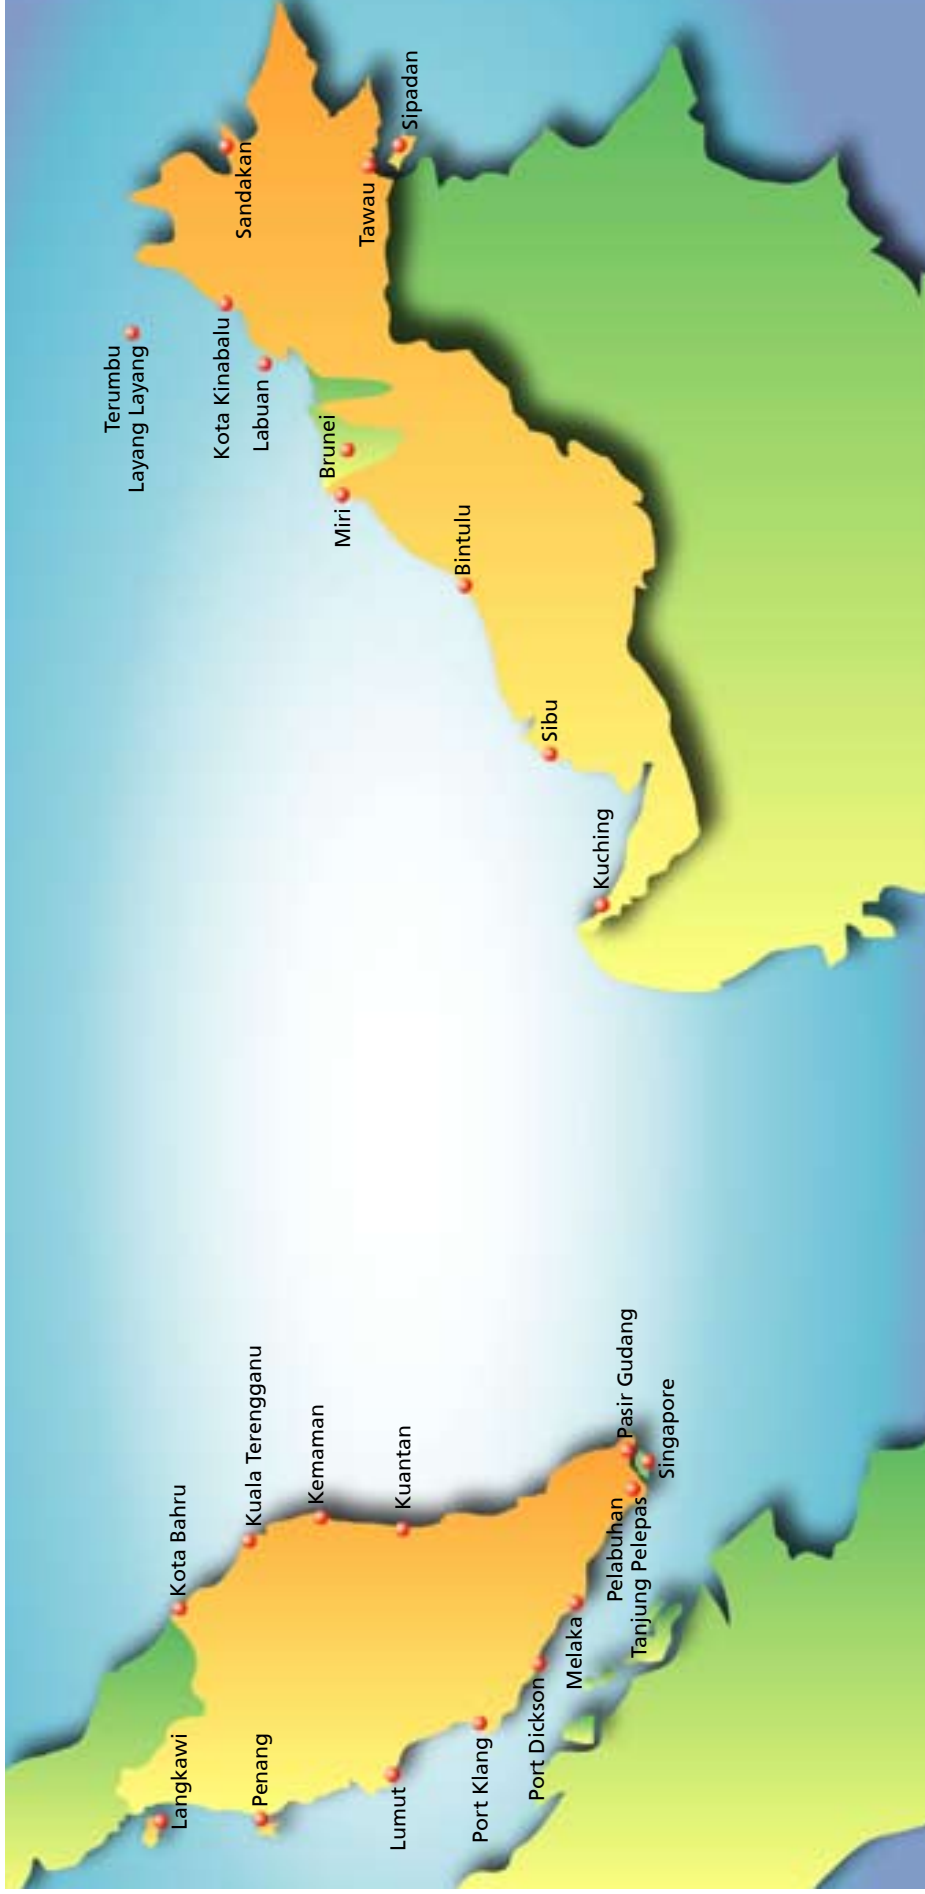 Langkawi
Penang
Lumut
Port Klang
Port Dickson
Melaka
Pelabuhan
Tanjung Pelepas
Singapore
Pasir Gudang
Kuantan
Kemaman
Kuala Terengganu
Kota Bahru
Kuching
Sibu
Bintulu
Miri
Brunei
Labuan
Kota Kinabalu
Terumbu
Layang Layang
Sandakan
Tawau
Sipadan